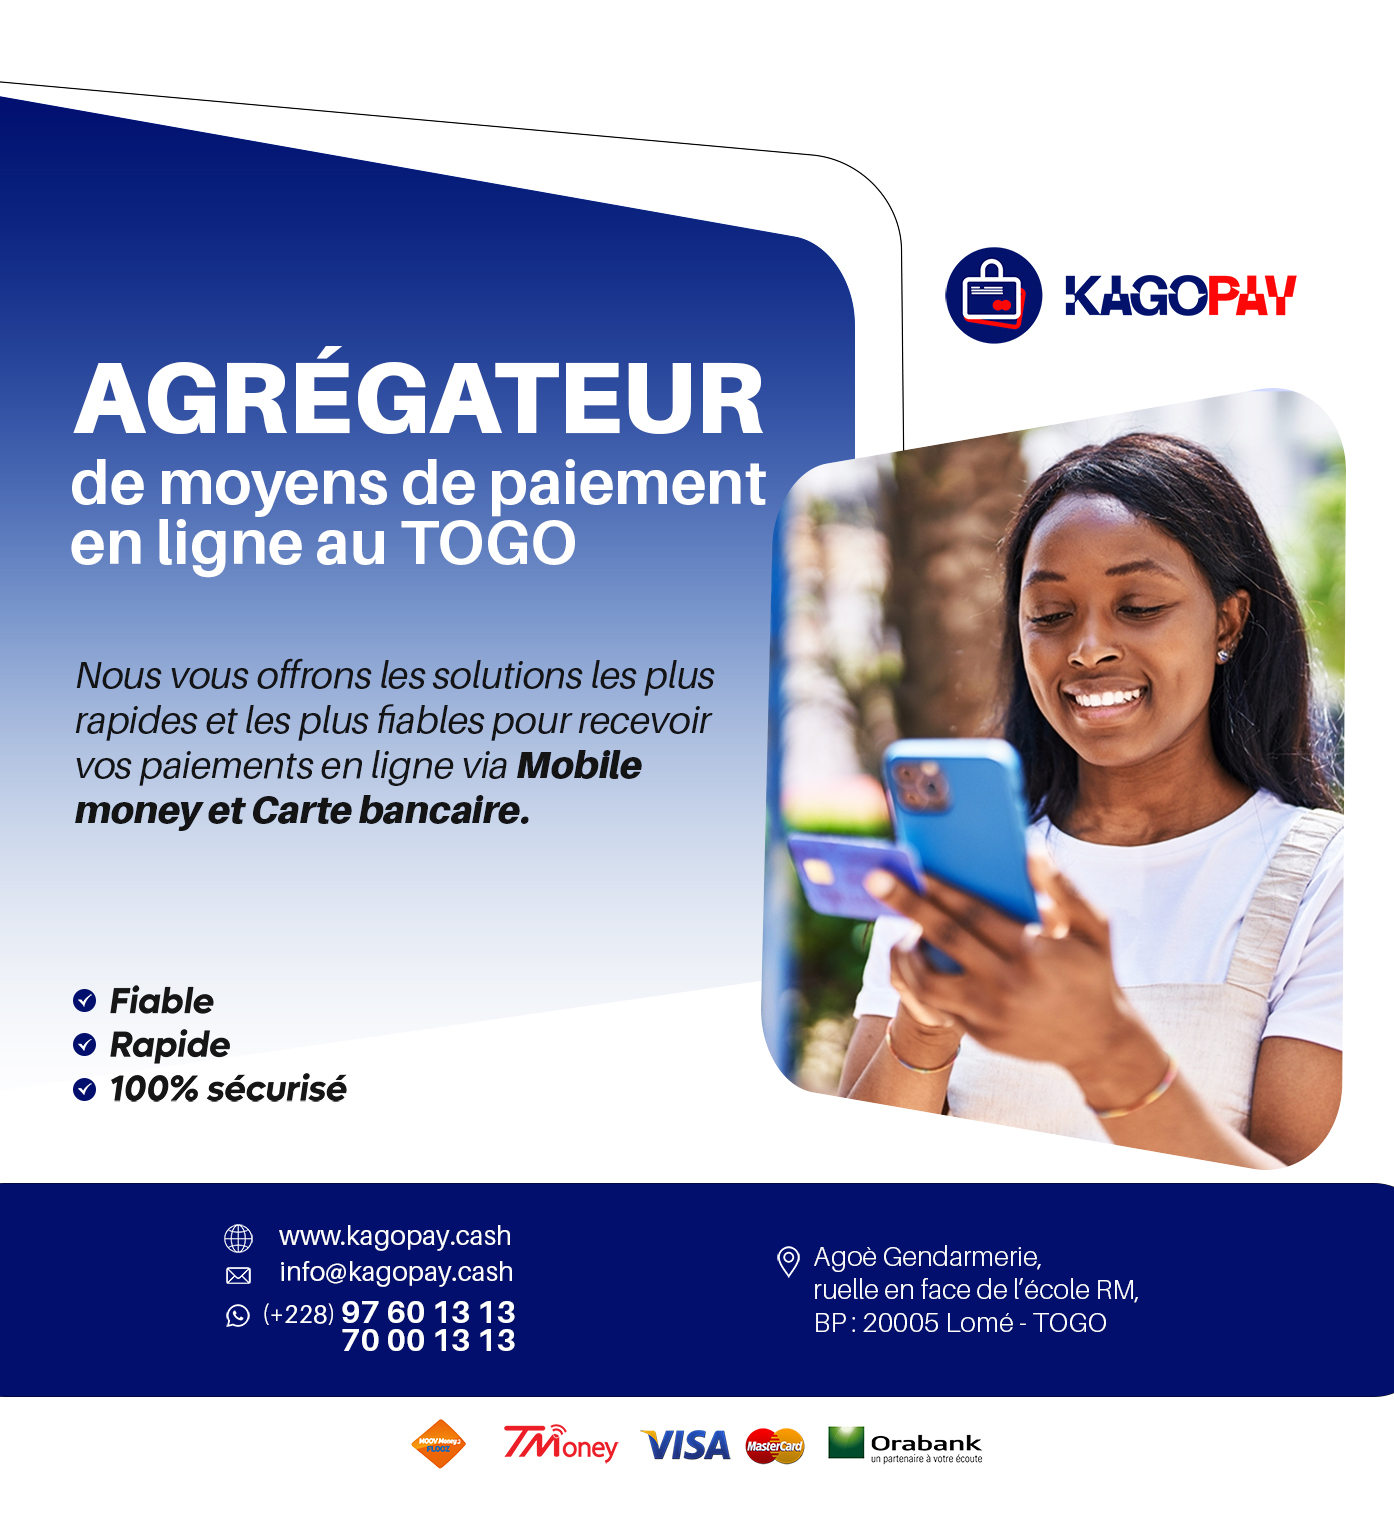 KAGOPAY
AGRÉGATEUR
de moyens de paiement
en ligne au TOGO
Nous vous offrons les solutions les plus
rapides et les plus fiables pour recevoir
vos paiements en ligne via Mobile
money et Carte bancaire.
Fiable
Rapide
100% sécurisé
www.kagopay.cash
info@kagopay.cash
(+228) 97 60 13 13
70 00 13 13
Agoè Gendarmerie,
ruelle en face de l’école RM,
BP : 20005 Lomé - TOGO
MOOV Money
FLOOZ
TMoney
VISA
MasterCard
Orabank
un partenaire à votre écoute